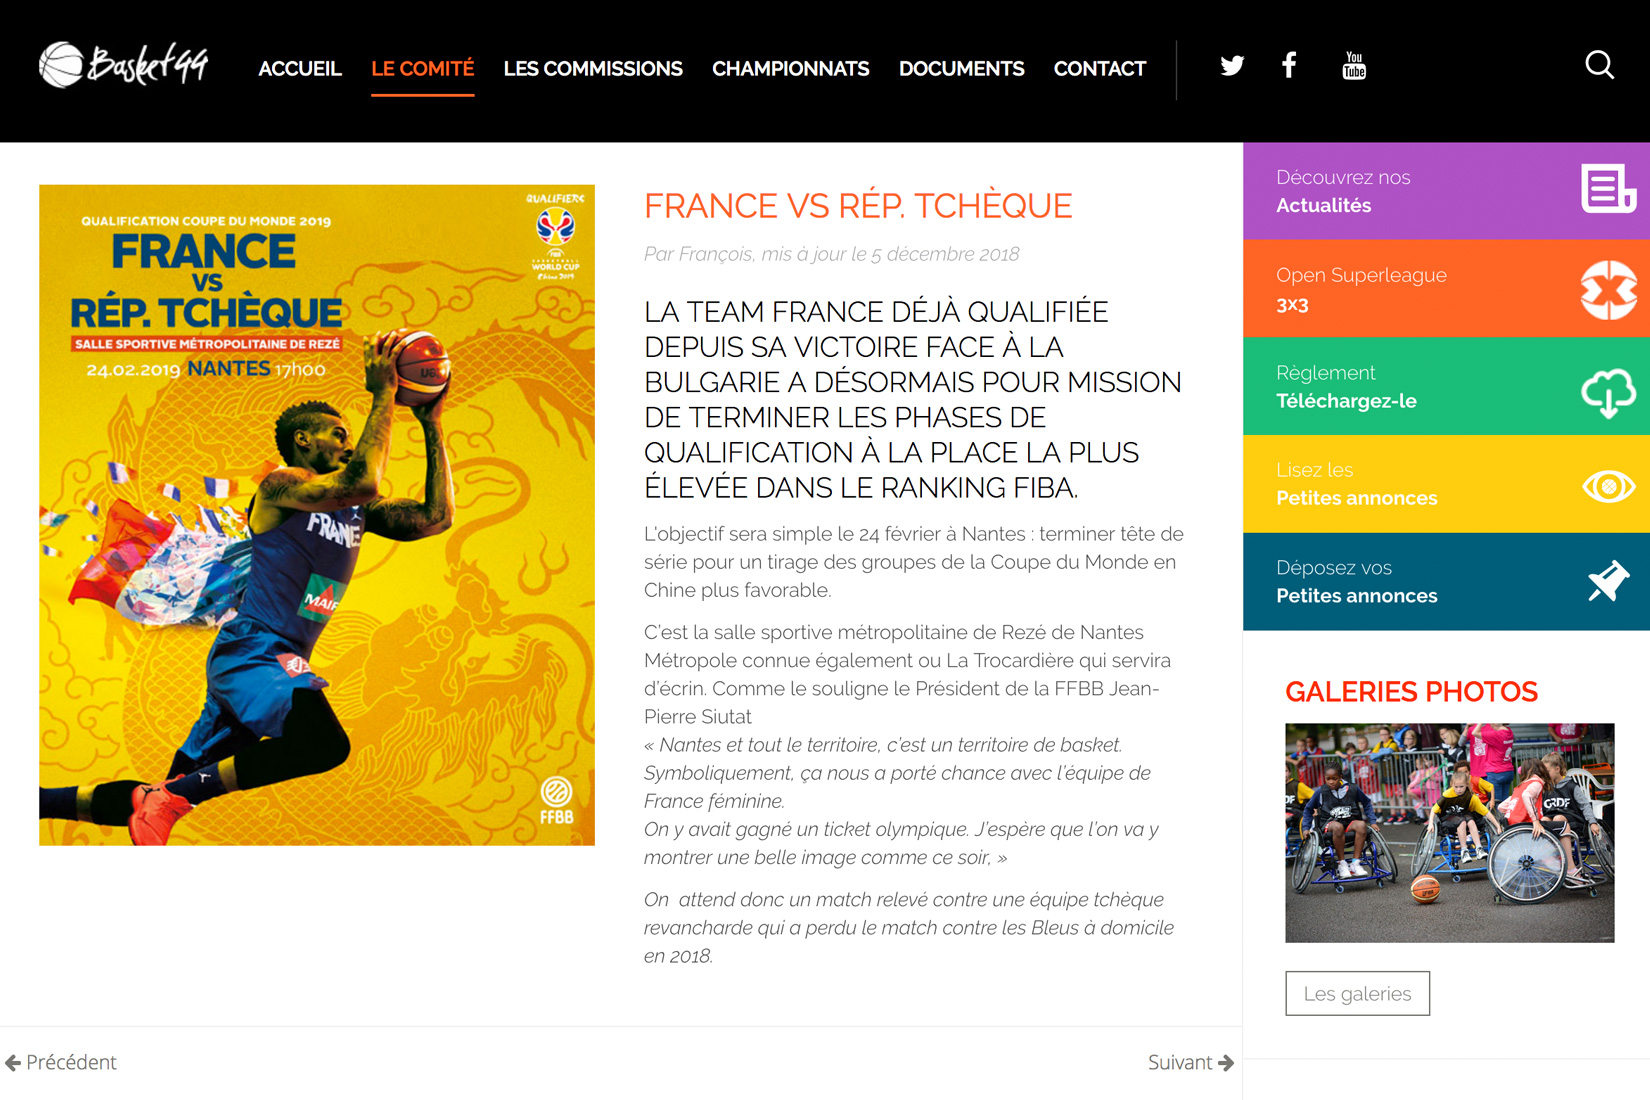 Basket44
ACCUEIL
LE COMITÉ
LES COMMISSIONS
CHAMPIONNATS
DOCUMENTS
CONTACT
You
Tube
QUALIFIERS
QUALIFICATION COUPE DU MONDE 2019
FRANCE
VS
RÉP. TCHÈQUE
SALLE SPORTIVE MÉTROPOLITAINE DE REZÉ
24.02.2019 NANTES 17h00
FIBA
BASKETBALL
WORLD CUP
China 2019
FRANCE
MAIF
FFBB
FRANCE VS RÉP. TCHÈQUE
Par François, mis à jour le 5 décembre 2018
LA TEAM FRANCE DÉJÀ QUALIFIÉE
DEPUIS SA VICTOIRE FACE À LA
BULGARIE A DÉSORMAIS POUR MISSION
DE TERMINER LES PHASES DE
QUALIFICATION À LA PLACE LA PLUS
ÉLEVÉE DANS LE RANKING FIBA.
L'objectif sera simple le 24 février à Nantes : terminer tête de
série pour un tirage des groupes de la Coupe du Monde en
Chine plus favorable.
C'est la salle sportive métropolitaine de Rezé de Nantes
Métropole connue également ou La Trocardière qui servira
d'écrin. Comme le souligne le Président de la FFBB Jean-
Pierre Siutat
« Nantes et tout le territoire, c'est un territoire de basket.
Symboliquement, ça nous a porté chance avec l'équipe de
France féminine.
On y avait gagné un ticket olympique. J'espère que l'on va y
montrer une belle image comme ce soir, »
On  attend donc un match relevé contre une équipe tchèque
revancharde qui a perdu le match contre les Bleus à domicile
en 2018.
Précédent
Suivant
Découvrez nos
Actualités
Open Superleague
3x3
Règlement
Téléchargez-le
Lisez les
Petites annonces
Déposez vos
Petites annonces
GALERIES PHOTOS
GRDF
Les galeries